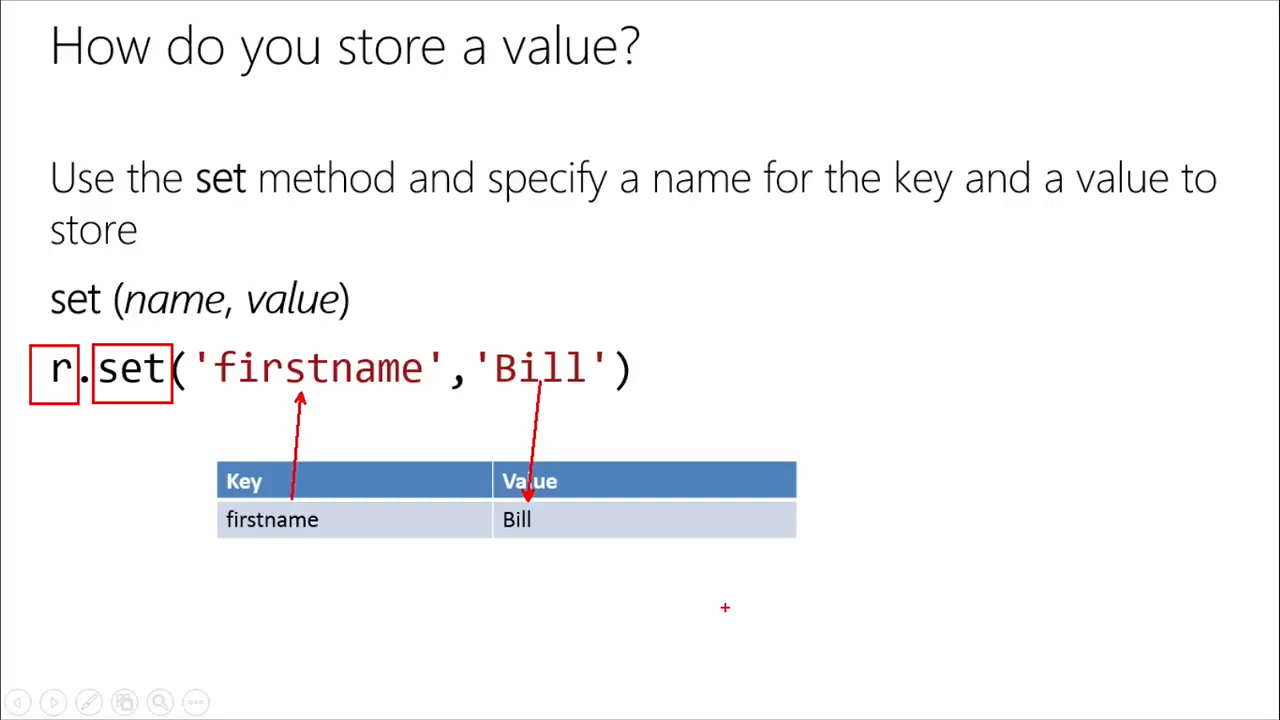 How do you store a value?
Use the set method and specify a name for the key and a value to
store
set (name, value)
r.set('firstname','Bill')
Key Value
firstname Bill